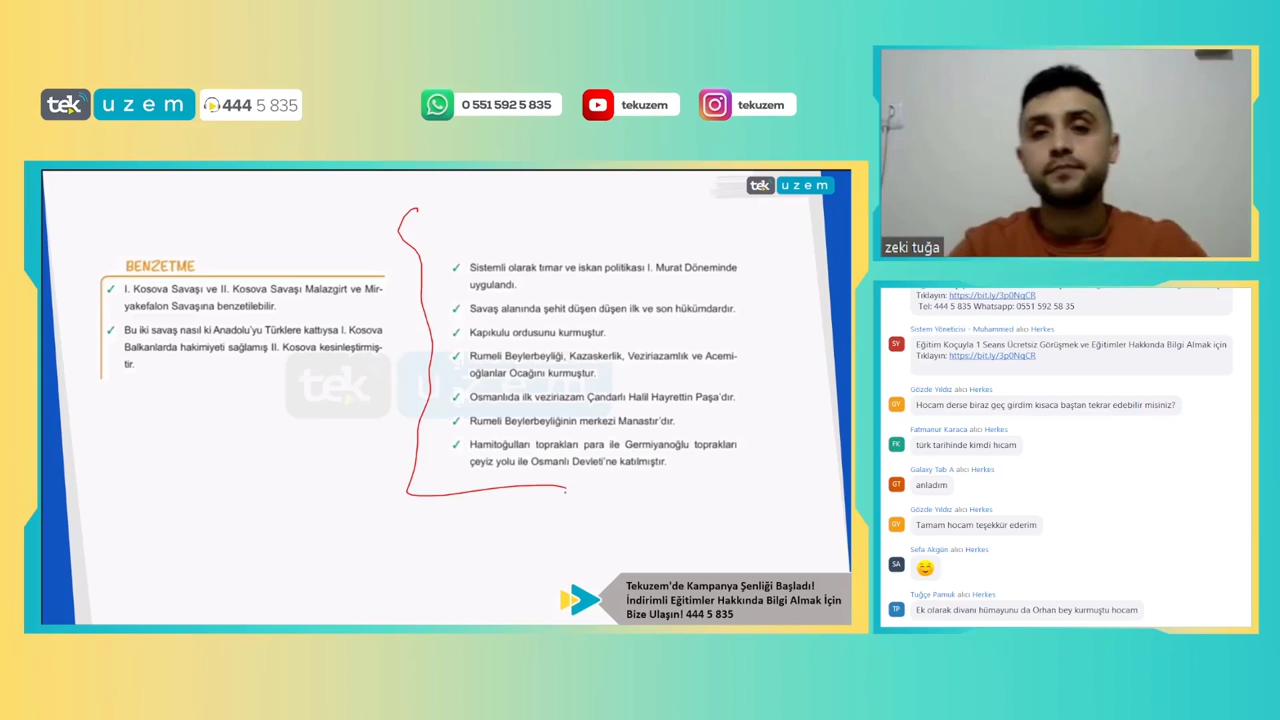 tek uzem 444 5 835
0 551 592 5 835
tekuzem
tekuzem
tek uzem
BENZETME
✓ I. Kosova Savaşı ve II. Kosova Savaşı Malazgirt ve Mir-
yakefalon Savaşına benzetilebilir.
✓ Bu iki savaş nasıl ki Anadolu'yu Türklere kattıysa I. Kosova
Balkanlarda hakimiyeti sağlamış II. Kosova kesinleştirmiş-
tir.
✓ Sistemli olarak tımar ve iskan politikası I. Murat Döneminde
uygulandı.
✓ Savaş alanında şehit düşen düşen ilk ve son hükümdardır.
✓ Kapıkulu ordusunu kurmuştur.
✓ Rumeli Beylerbeyliği, Kazaskerlik, Veziriazamlık ve Acemi-
oğlanlar Ocağını kurmuştur.
✓ Osmanlıda ilk veziriazam Çandarlı Halil Hayrettin Paşa'dır.
✓ Rumeli Beylerbeyliğinin merkezi Manastır'dır.
✓ Hamitoğulları toprakları para ile Germiyanoğlu toprakları
çeyiz yolu ile Osmanlı Devleti'ne katılmıştır.
tek uzem
Tekuzem'de Kampanya Şenliği Başladı!
İndirimli Eğitimler Hakkında Bilgi Almak İçin
Bize Ulaşın! 444 5 835
zeki tuğa
Tıklayın: https://bit.ly/3p0NqCR
Tel: 444 5 835 Whatsapp: 0551 592 58 35
Sistem Yöneticisi - Muhammed alıcı Herkes
SY
Eğitim Koçuyla 1 Seans Ücretsiz Görüşmek ve Eğitimler Hakkında Bilgi Almak için
Tıklayın: https://bit.ly/3p0NqCR
Gözde Yıldız alıcı Herkes
GY Hocam derse biraz geç girdim kısaca baştan tekrar edebilir misiniz?
Fatmanur Karaca alıcı Herkes
FK türk tarihinde kimdi hıcam
Galaxy Tab A alıcı Herkes
GT anladım
Gözde Yıldız alıcı Herkes
GY Tamam hocam teşekkür ederim
Sefa Akgün alıcı Herkes
SA 😊
Tuğçe Pamuk alıcı Herkes
TP Ek olarak divanı hümayunu da Orhan bey kurmuştu hocam